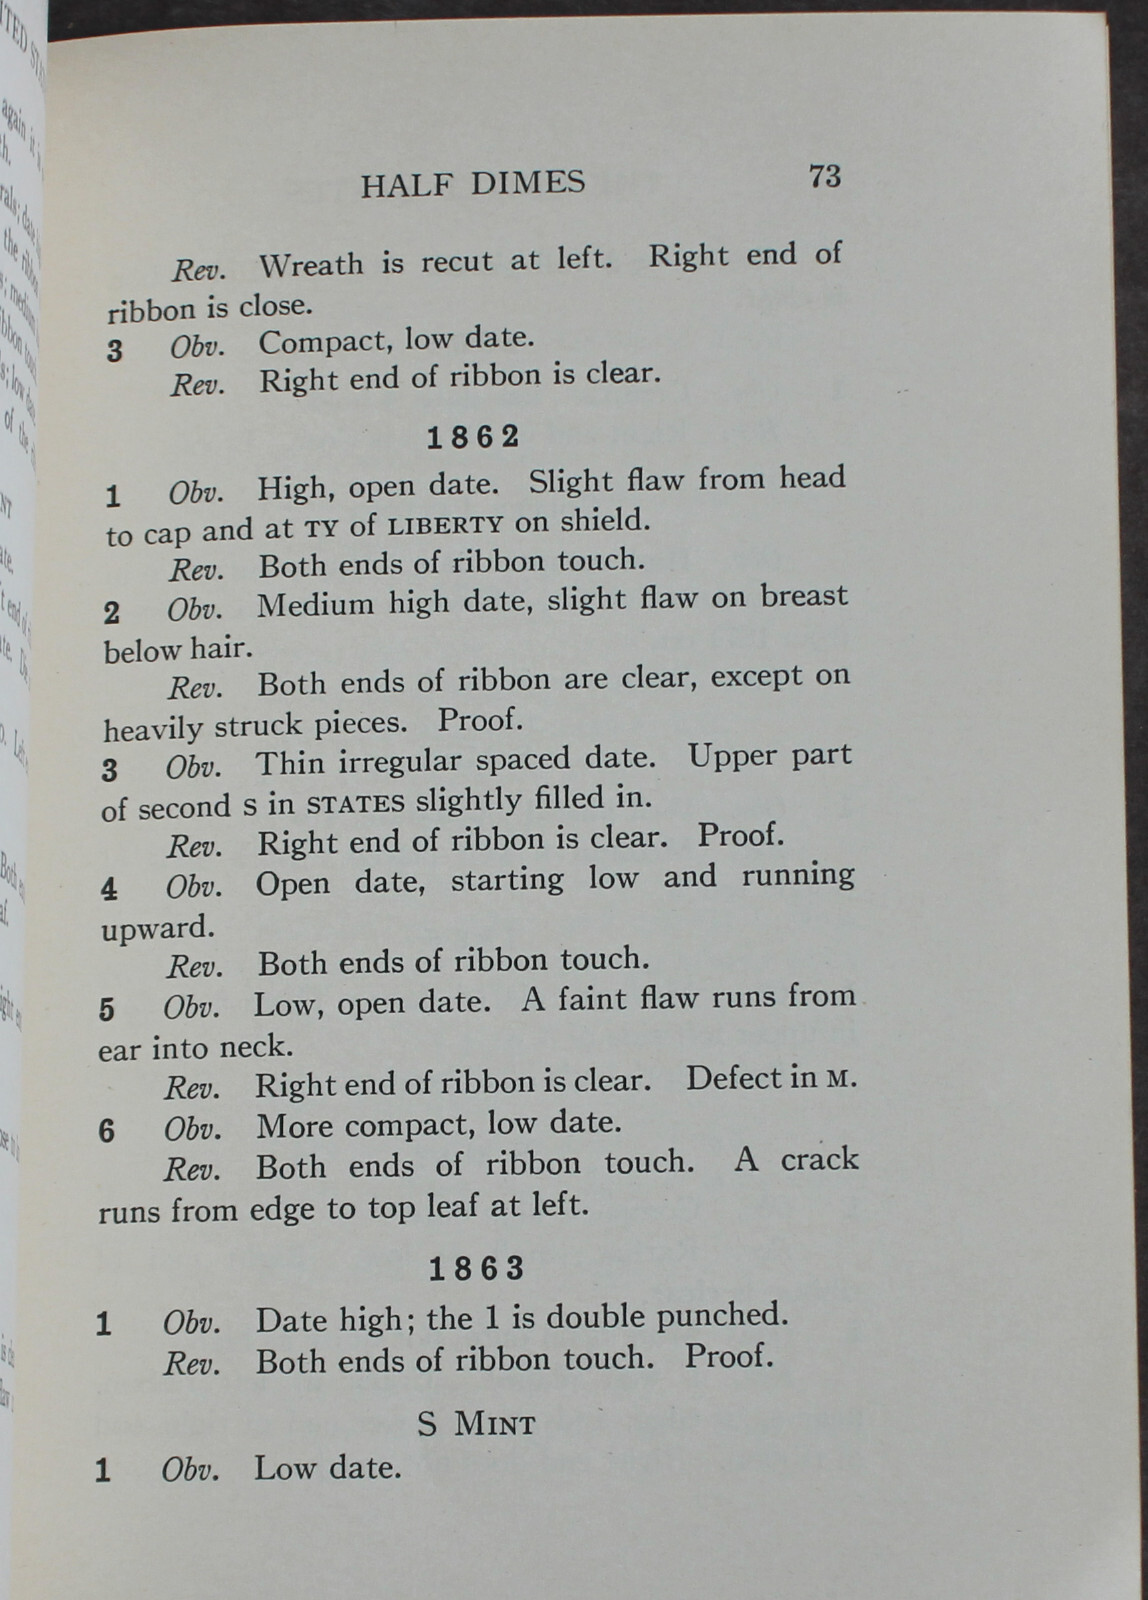 HALF DIMES 73
Rev. Wreath is recut at left. Right end of
ribbon is close.
3 Obv. Compact, low date.
Rev. Right end of ribbon is clear.
1862
1 Obv. High, open date. Slight flaw from head
to cap and at TY of LIBERTY on shield.
Rev. Both ends of ribbon touch.
2 Obv. Medium high date, slight flaw on breast
below hair.
Rev. Both ends of ribbon are clear, except on
heavily struck pieces. Proof.
3 Obv. Thin irregular spaced date. Upper part
of second S in STATES slightly filled in.
Rev. Right end of ribbon is clear. Proof.
4 Obv. Open date, starting low and running
upward.
Rev. Both ends of ribbon touch.
5 Obv. Low, open date. A faint flaw runs from
ear into neck.
Rev. Right end of ribbon is clear. Defect in M.
6 Obv. More compact, low date.
Rev. Both ends of ribbon touch. A crack
runs from edge to top leaf at left.
1863
1 Obv. Date high; the 1 is double punched.
Rev. Both ends of ribbon touch. Proof.
S MINT
1 Obv. Low date.